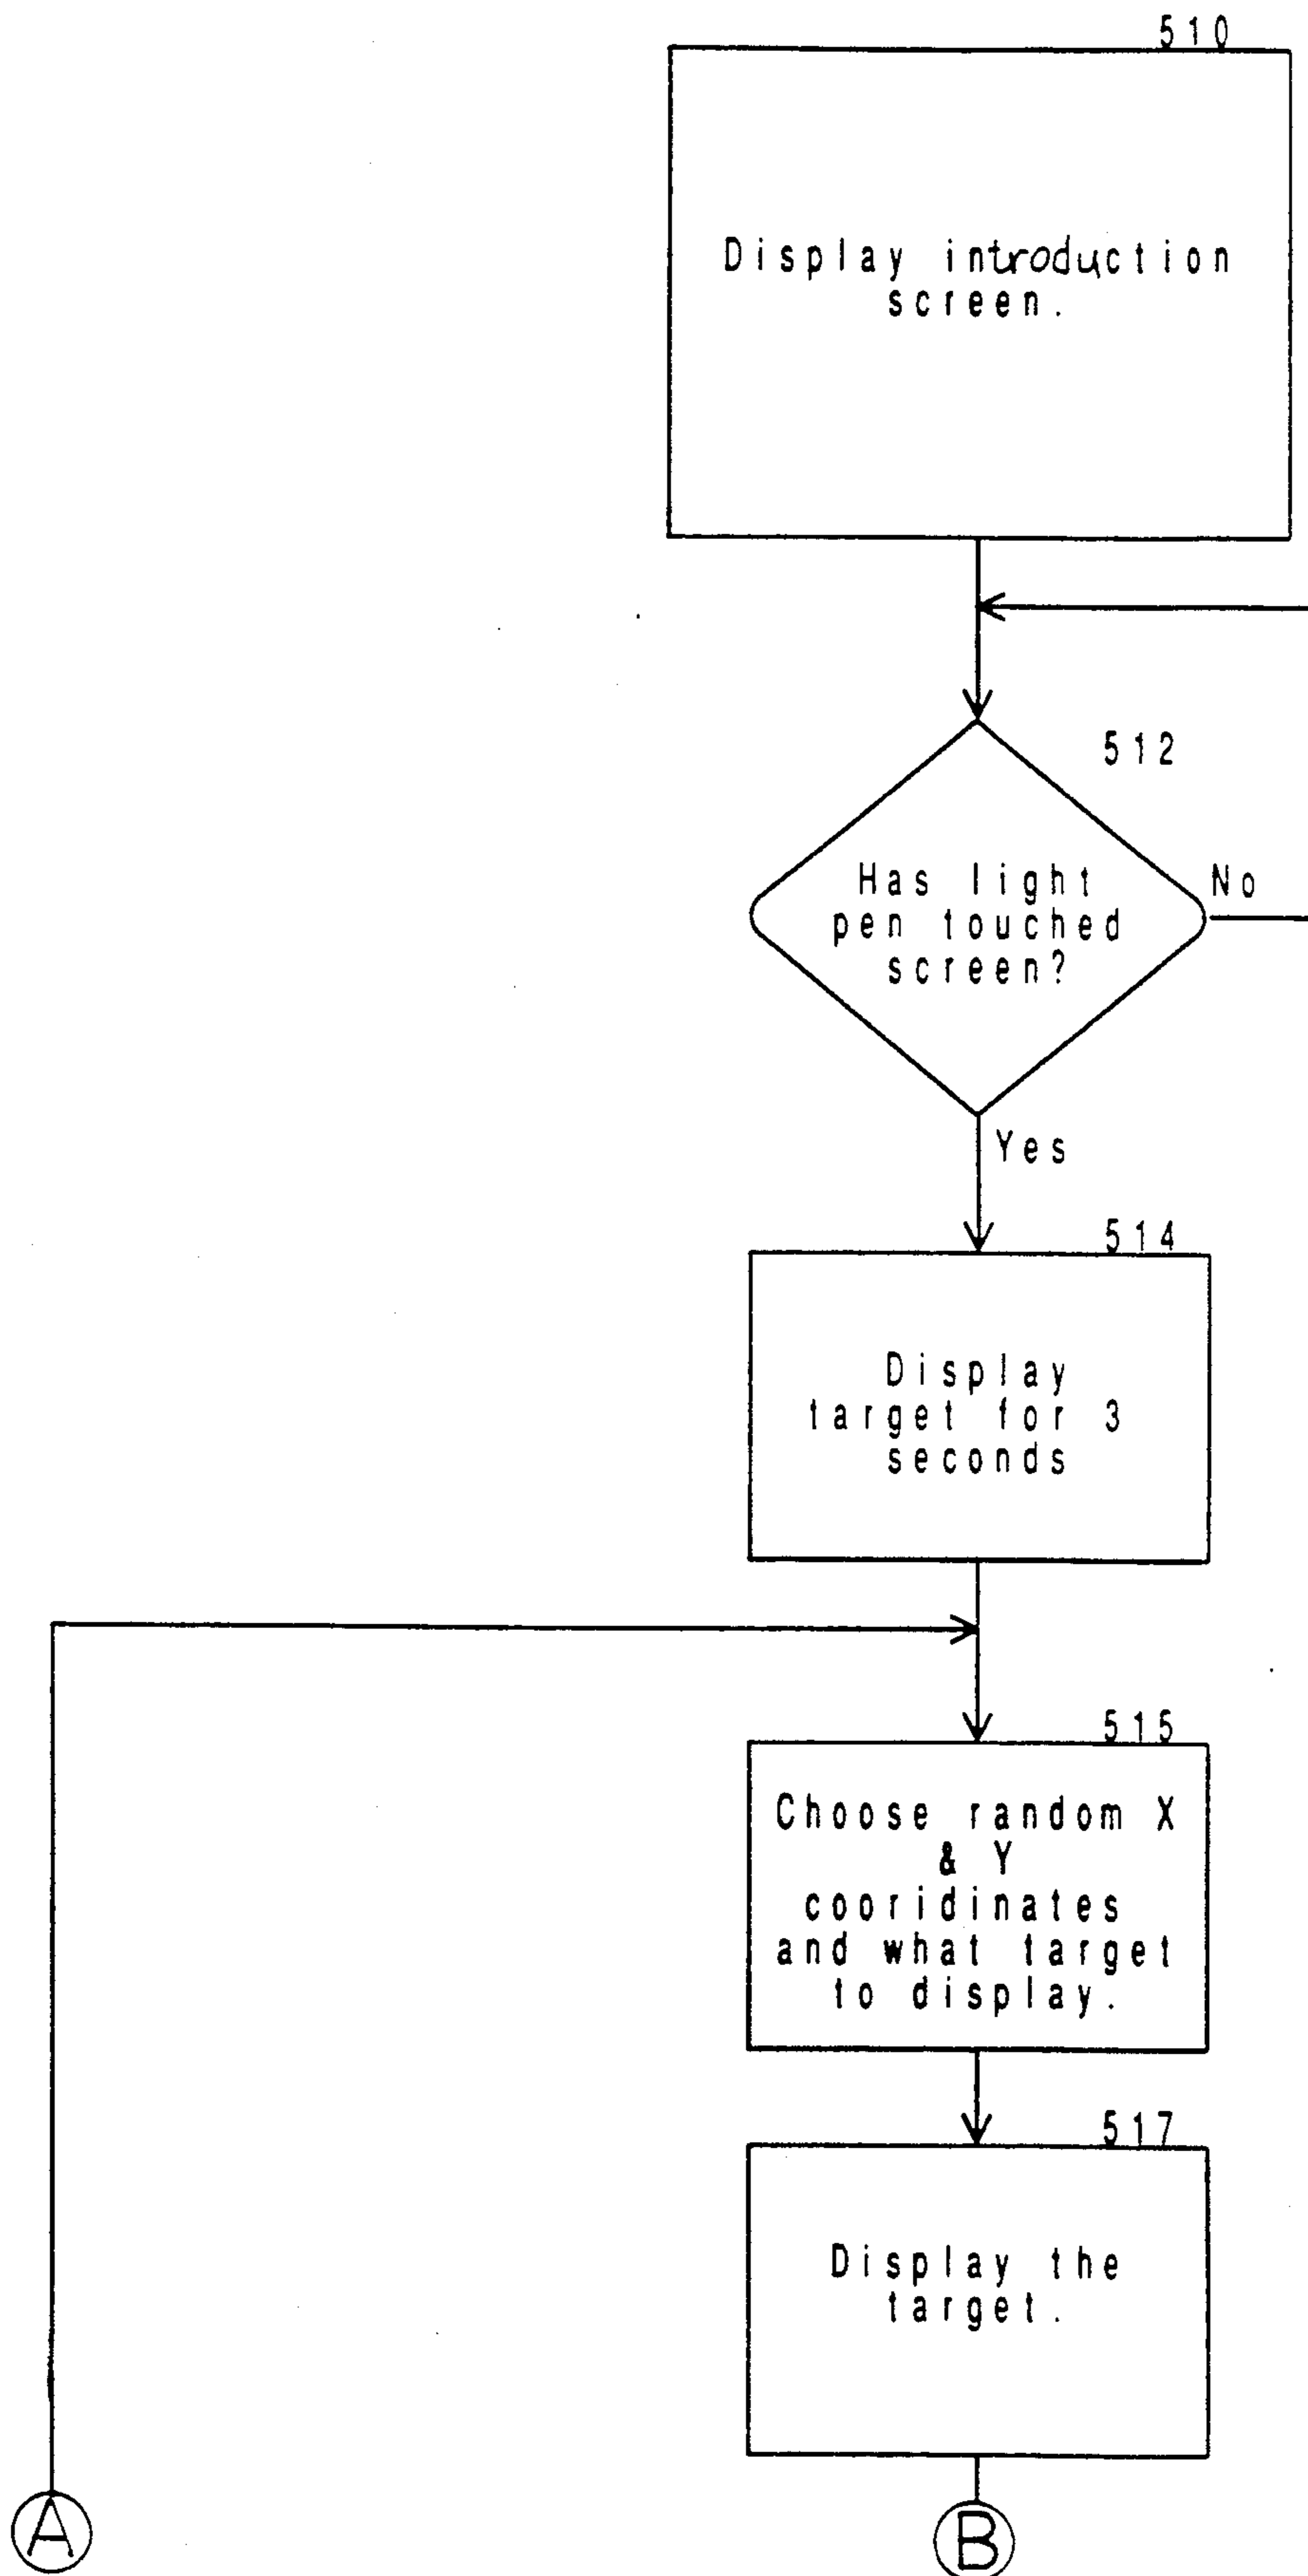 510
Display introduction
screen.
512
Has light
pen touched
screen?
No
Yes
514
Display
target for 3
seconds
515
Choose random X
& Y
cooridinates
and what target
to display.
517
Display the
target.
A
B